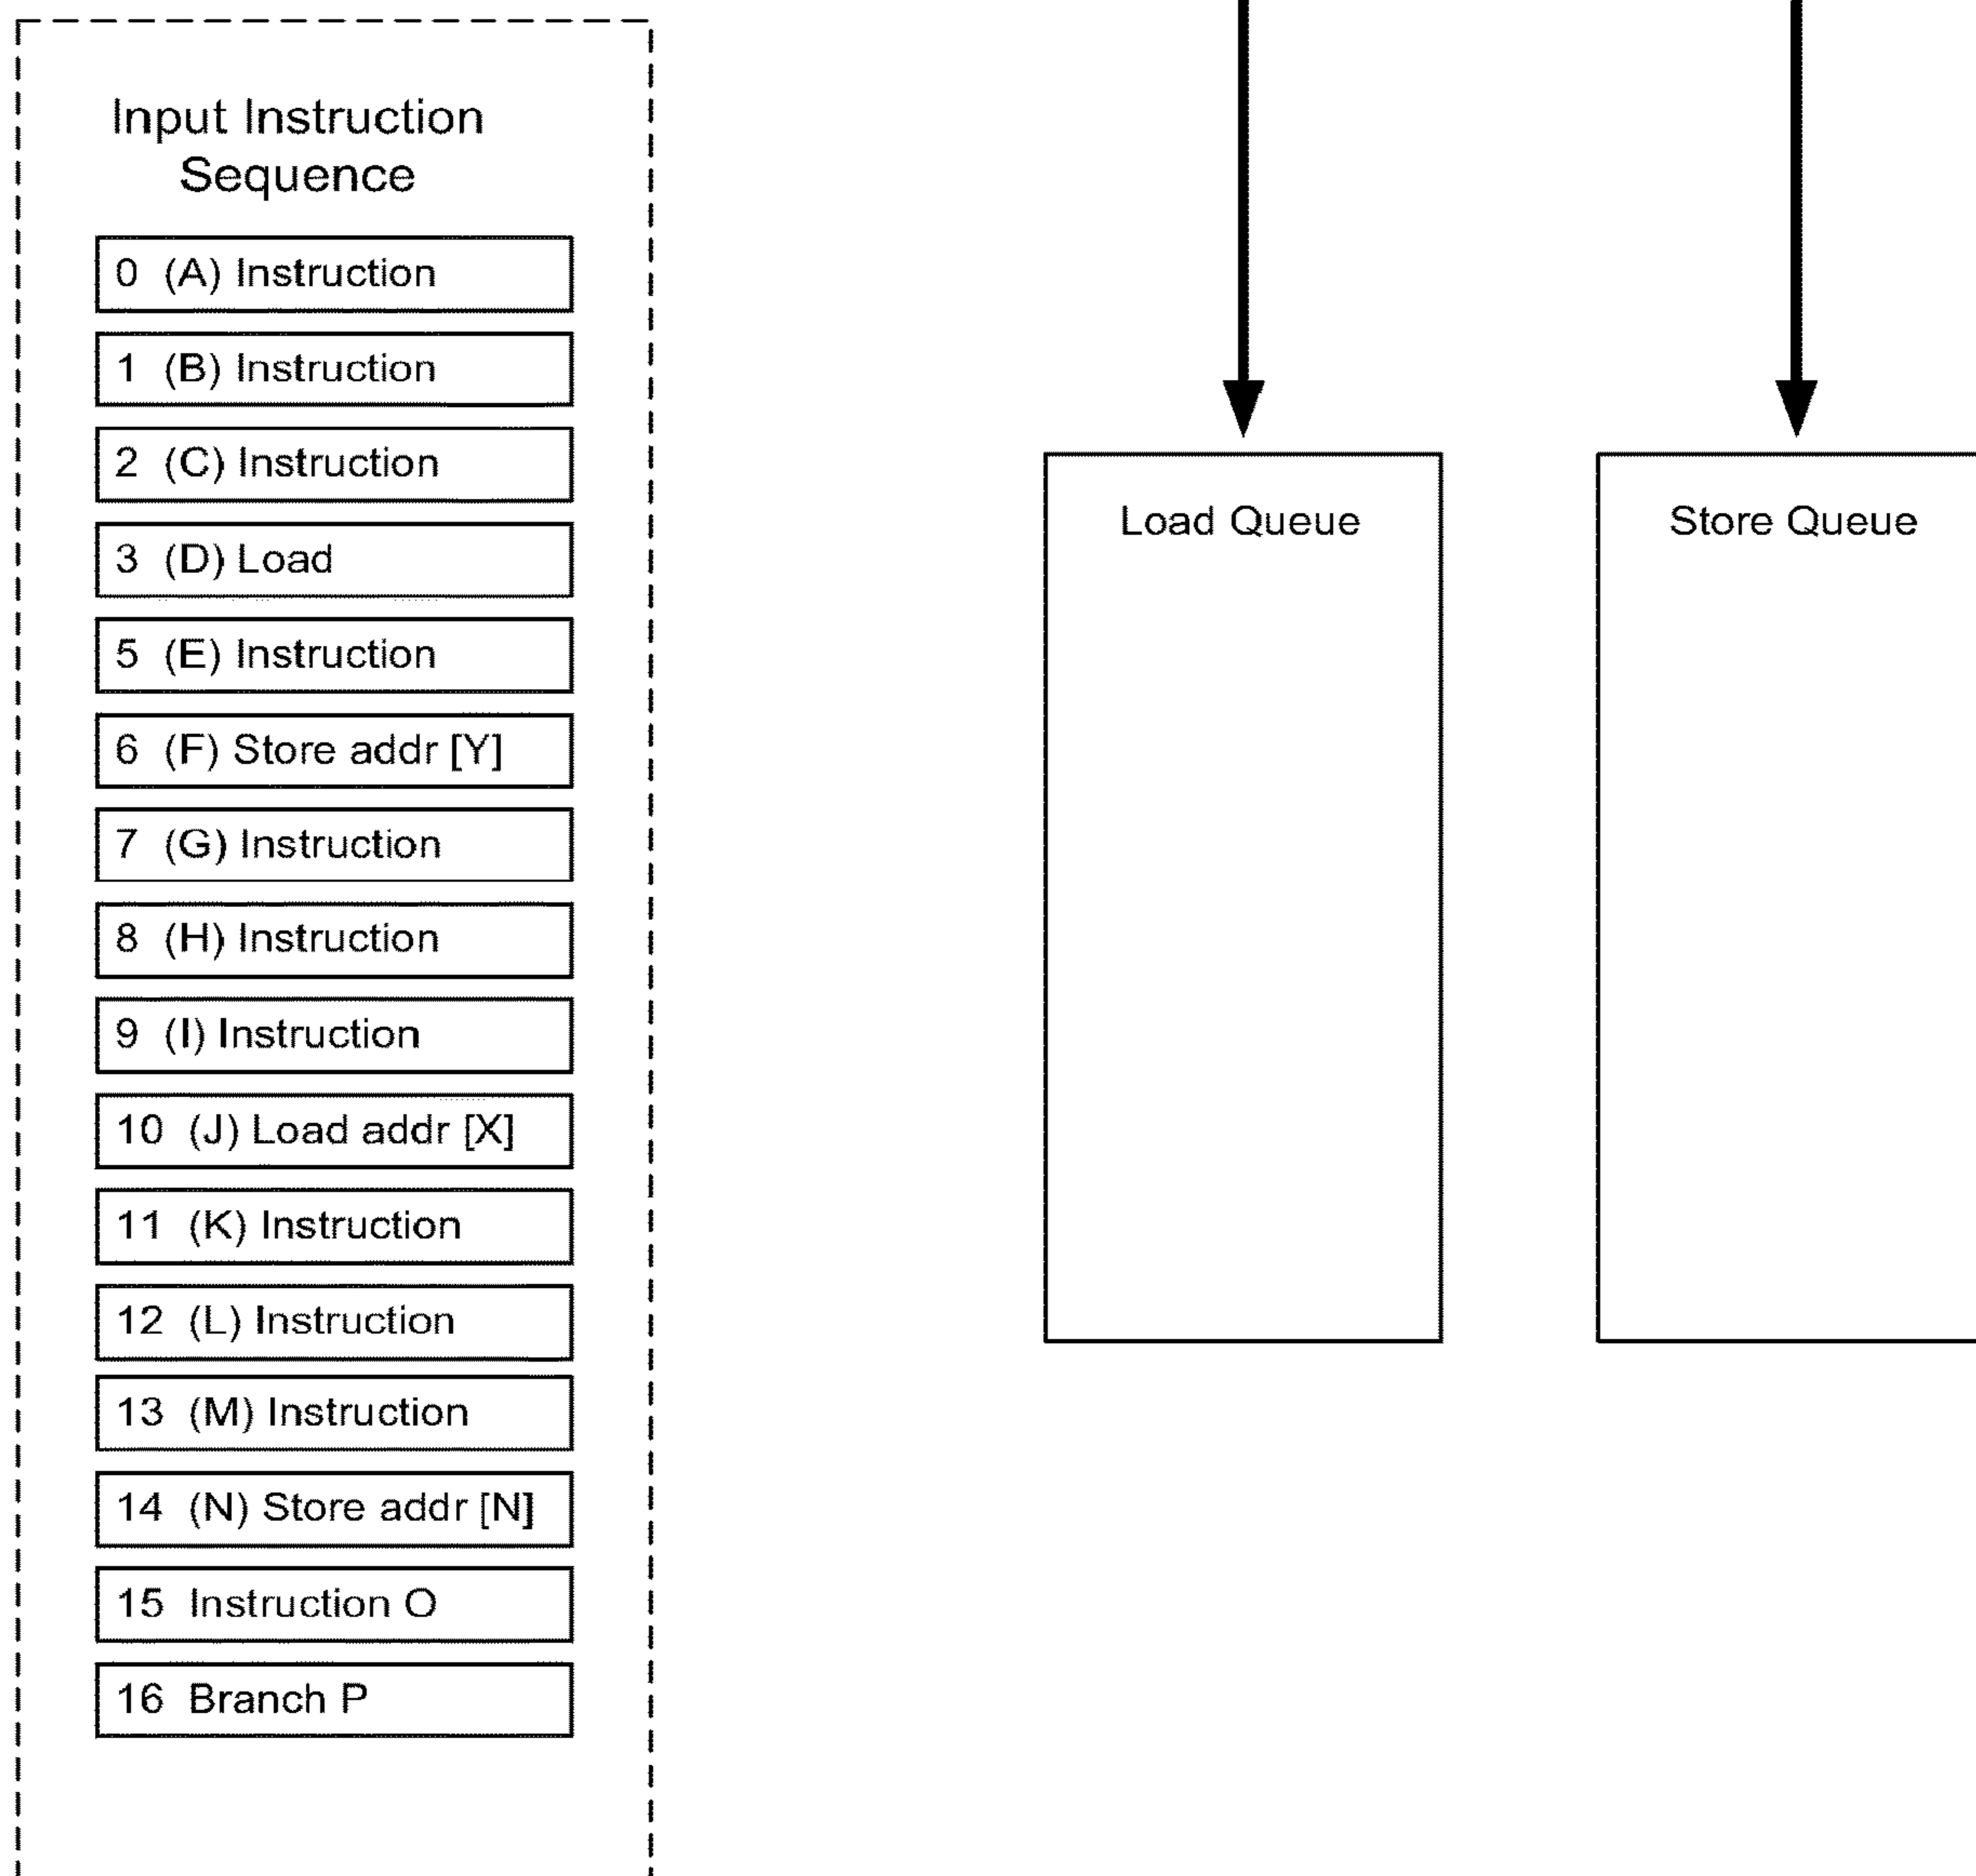 Input Instruction
Sequence
0 (A) Instruction
1 (B) Instruction
2 (C) Instruction
3 (D) Load
5 (E) Instruction
6 (F) Store addr [Y]
7 (G) Instruction
8 (H) Instruction
9 (I) Instruction
10 (J) Load addr [X]
11 (K) Instruction
12 (L) Instruction
13 (M) Instruction
14 (N) Store addr [N]
15 Instruction O
16 Branch P
Load Queue
Store Queue